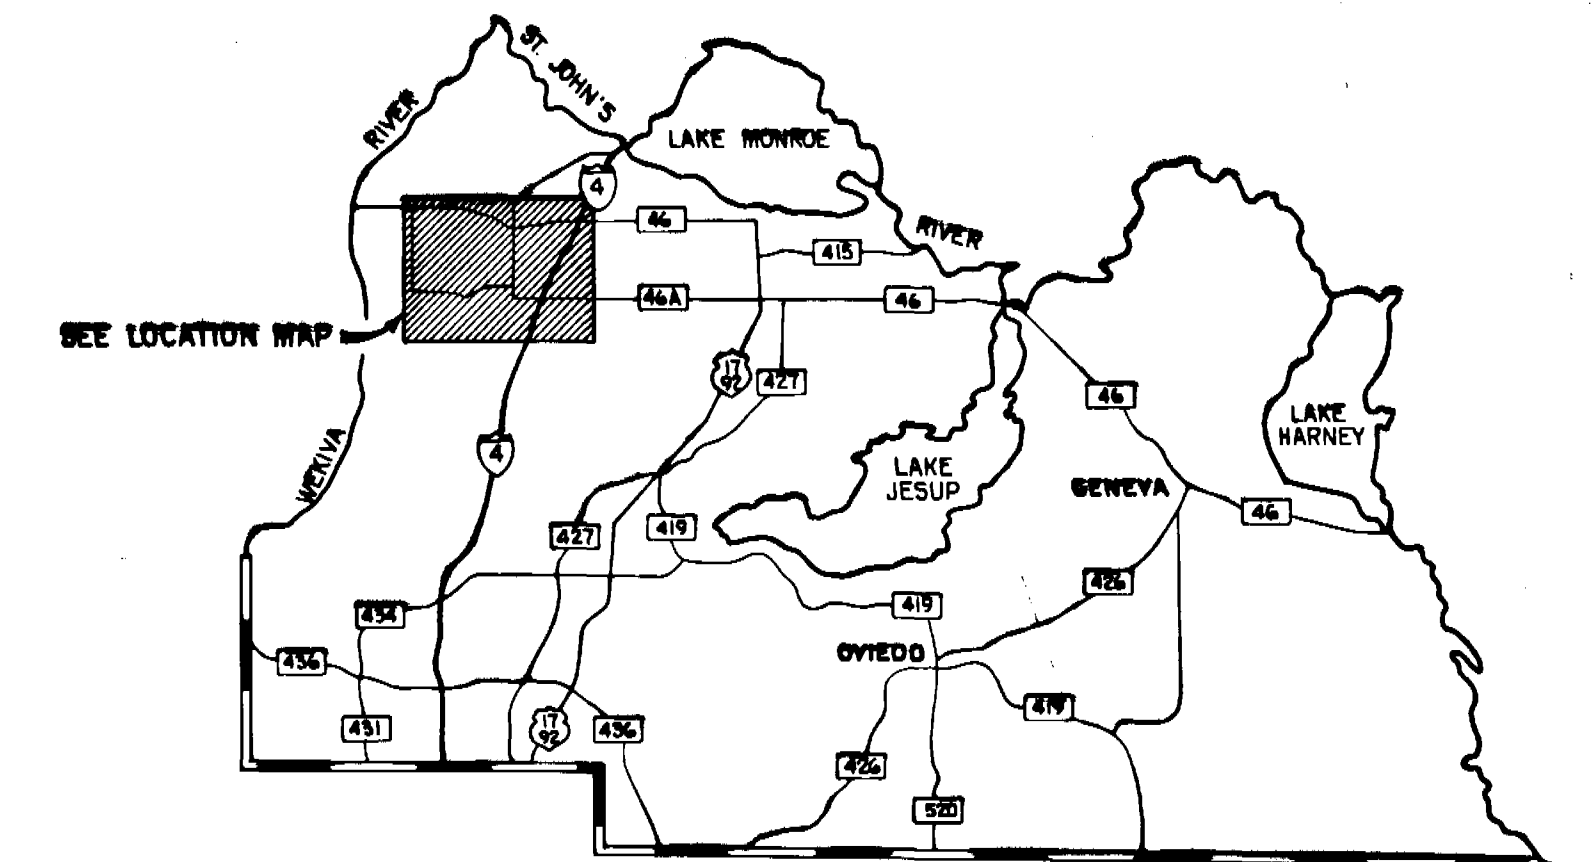 ST. JOHN'S
RIVER
LAKE MONROE
4
46
RIVER
415
46A
46
SEE LOCATION MAP
17
92
427
46
LAKE
HARNEY
WEKIVA
4
LAKE
JESUP
GENEVA
46
427
419
426
434
419
OVIEDO
436
419
431
17
92
436
426
520